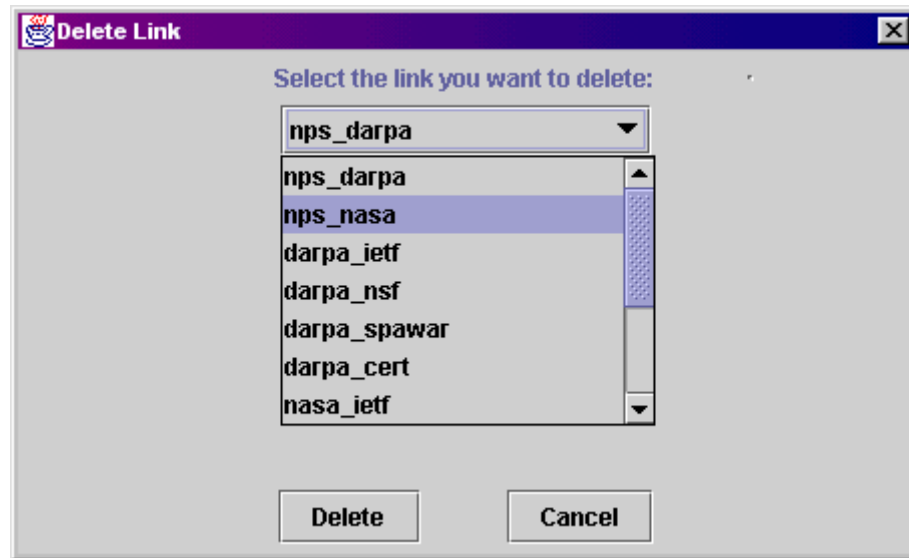 Delete Link
Select the link you want to delete:
nps_darpa
nps_darpa
nps_nasa
darpa_ietf
darpa_nsf
darpa_spawar
darpa_cert
nasa_ietf
Delete Cancel